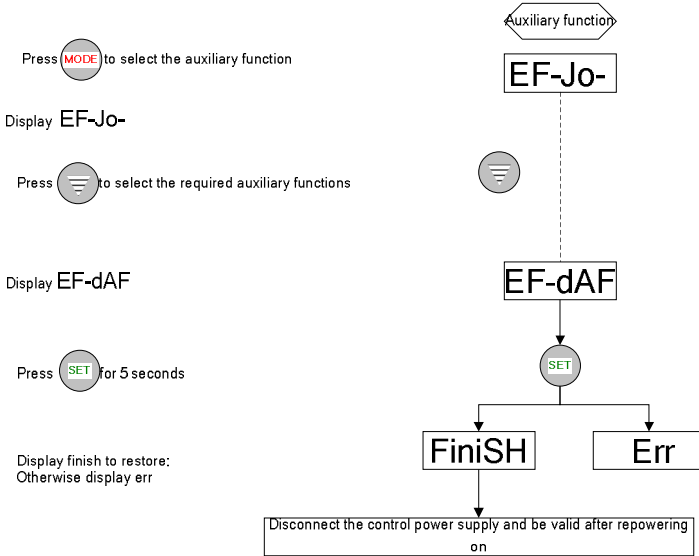 Auxiliary function
Press MODE to select the auxiliary function
EF-Jo-
Display EF-Jo-
Press to select the required auxiliary functions
Display EF-dAF
EF-dAF
Press SET for 5 seconds
SET
FiniSH
Err
Display finish to restore:
Otherwise display err
Disconnect the control power supply and be valid after repowering
on